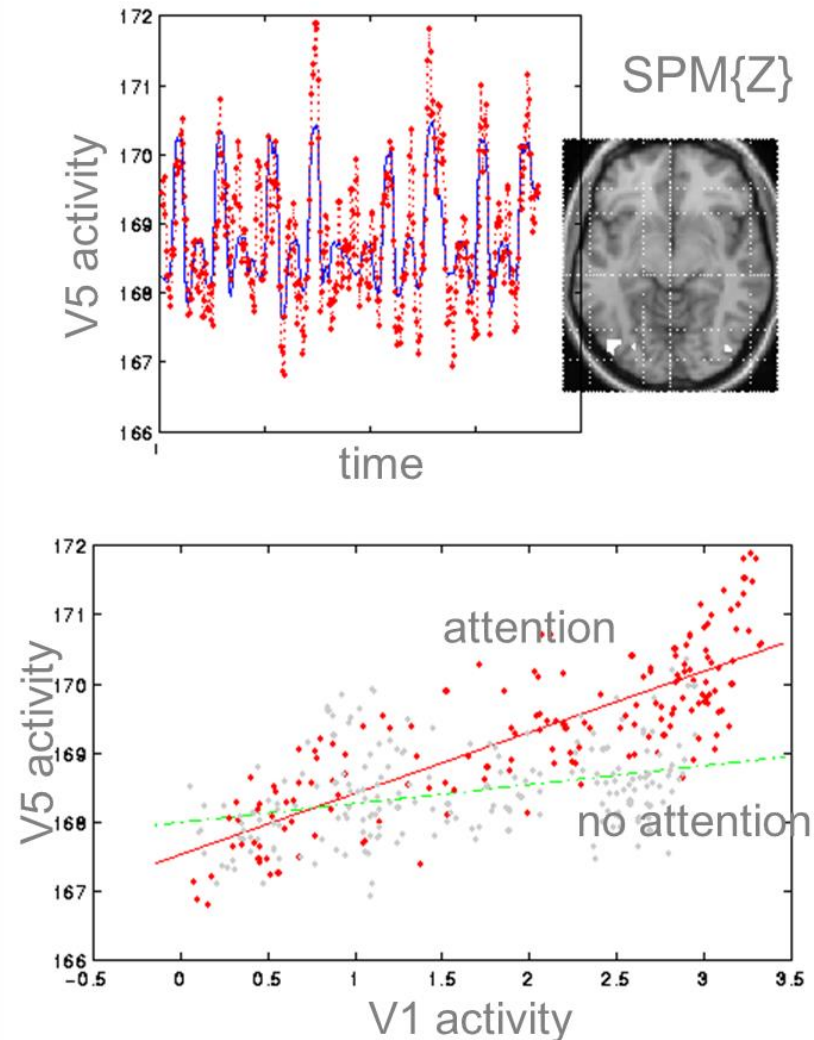 172
171
170
169
168
167
166
V5 activity
time
SPM{Z}
172
171
170
169
168
167
166
V5 activity
attention
no attention
-0.5 0 0.5 1 1.5 2 2.5 3 3.5
V1 activity